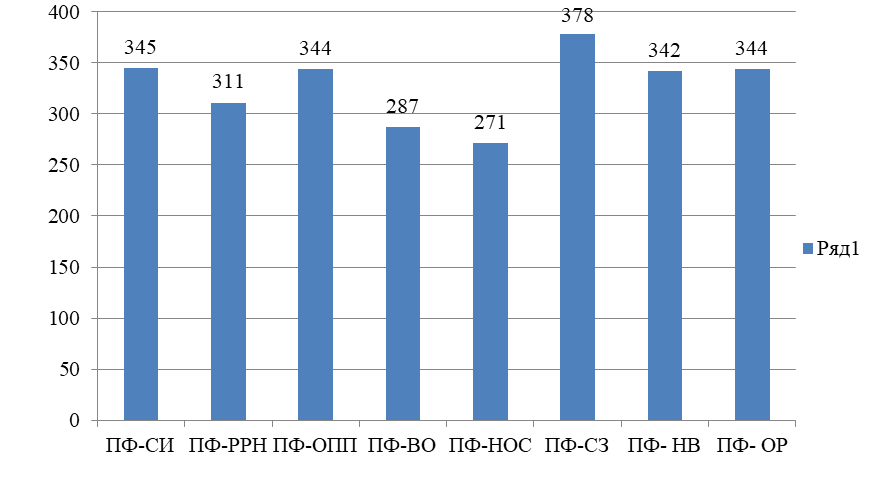 400
350
300
250
200
150
100
50
0
345
311
344
287
271
378
342
344
ПФ-СИ
ПФ-РРН
ПФ-ОПП
ПФ-ВО
ПФ-НОС
ПФ-СЗ
ПФ- НВ
ПФ- ОР
Ряд1